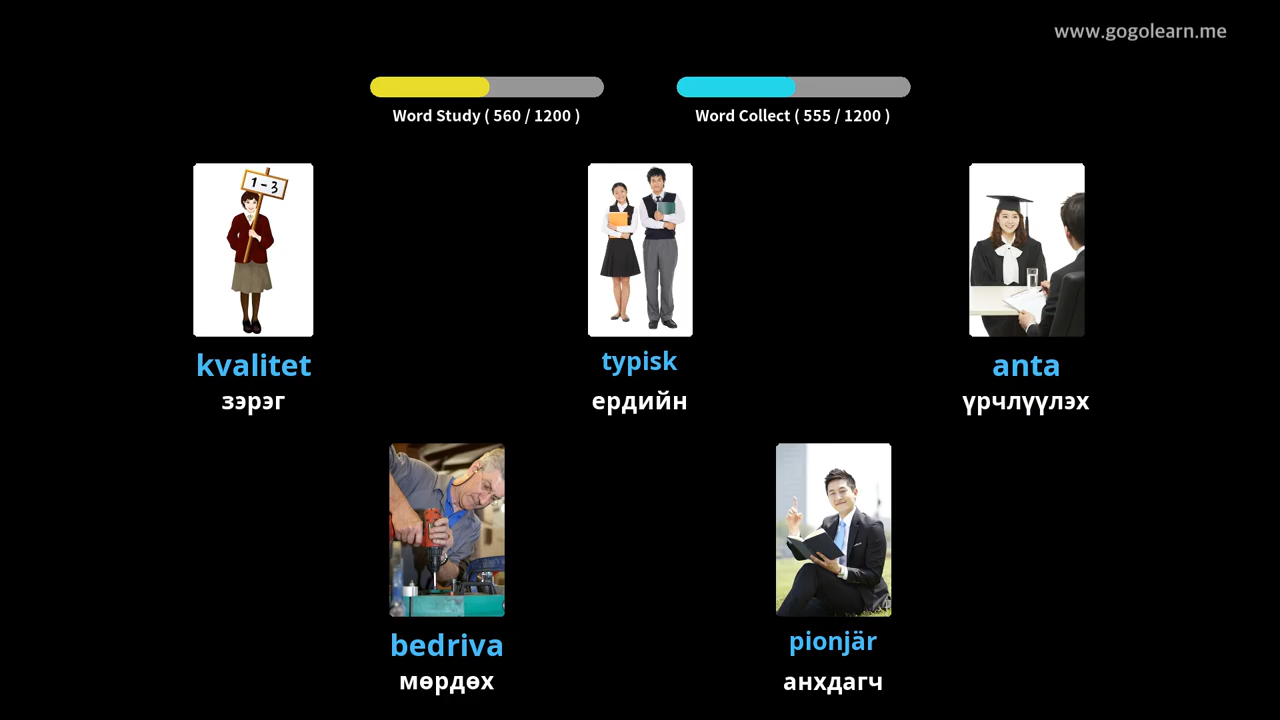 www.gogolearn.me
Word Study ( 560 / 1200 )
Word Collect ( 555 / 1200 )
1-3
kvalitet
зэрэг
typisk
ердийн
anta
үрчлүүлэх
bedriva
мөрдөх
pionjär
анхдагч